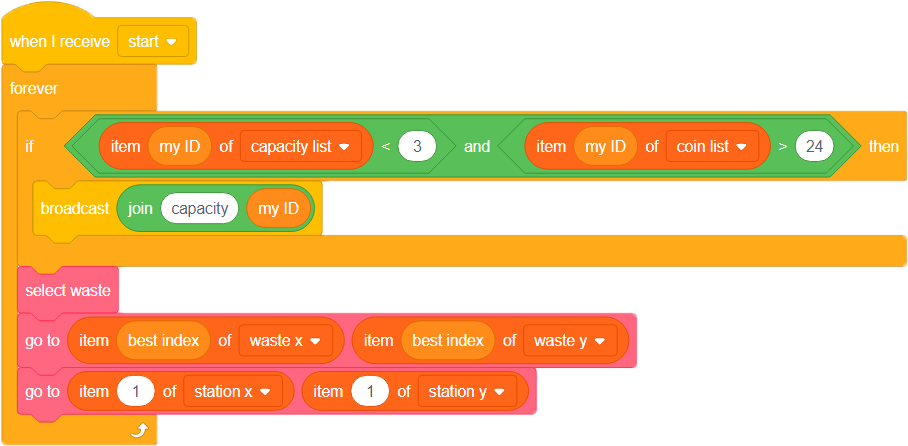 when I receive start
forever
if item my ID of capacity list < 3 and item my ID of coin list > 24 then
broadcast join capacity my ID
select waste
go to item best index of waste x item best index of waste y
go to item 1 of station x item 1 of station y